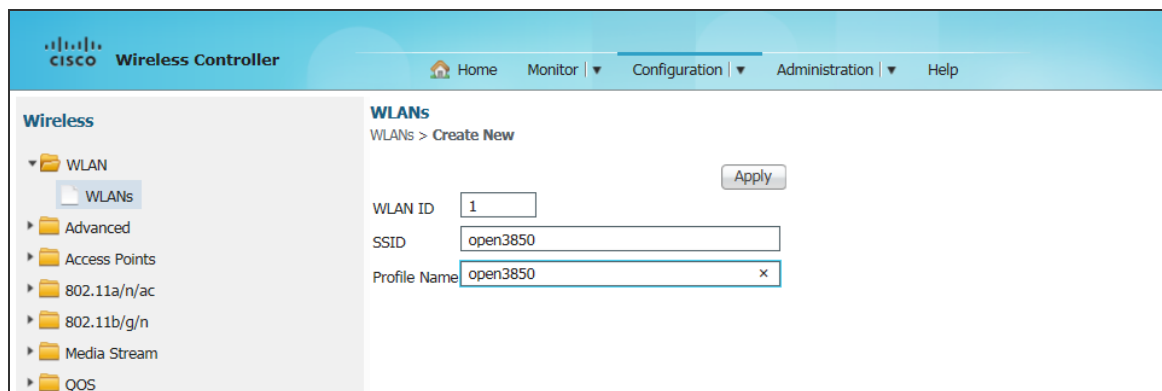 CISCO Wireless Controller
Home Monitor Configuration Administration Help
Wireless
WLAN
WLANs
Advanced
Access Points
802.11a/n/ac
802.11b/g/n
Media Stream
QOS
WLANs
WLANs > Create New
Apply
WLAN ID 1
SSID open3850
Profile Name open3850 ×